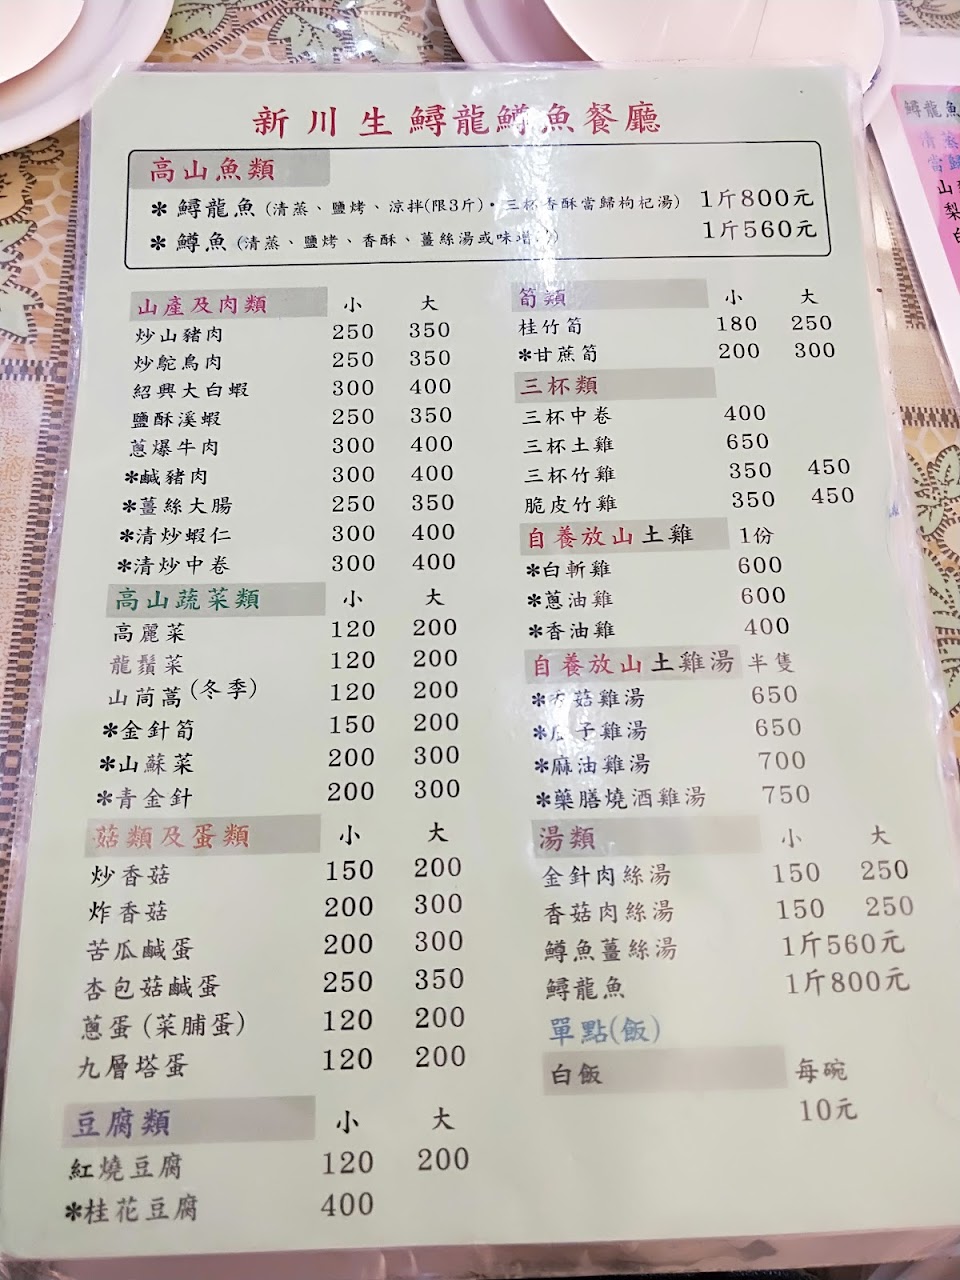 新川生鱘龍鱒魚餐廳
高山魚類
*鱘龍魚(清蒸、鹽烤、涼拌(限3斤)·三杯香酥當歸枸杞湯) 1斤800元
*鱒魚(清蒸、鹽烤、香酥、薑絲湯或味噌) 1斤560元
山產及肉類 小 大
炒山豬肉 250 350
炒鴕鳥肉 250 350
紹興大白蝦 300 400
鹽酥溪蝦 250 350
蔥爆牛肉 300 400
*鹹豬肉 300 400
*薑絲大腸 250 350
*清炒蝦仁 300 400
*清炒中卷 300 400
高山蔬菜類 小 大
高麗菜 120 200
龍鬚菜 120 200
山茼蒿(冬季) 120 200
*金針筍 150 200
*山蘇菜 200 300
*青金針 200 300
菇類及蛋類 小 大
炒香菇 150 200
炸香菇 200 300
苦瓜鹹蛋 200 300
杏包菇鹹蛋 250 350
蔥蛋(菜脯蛋) 120 200
九層塔蛋 120 200
豆腐類 小 大
紅燒豆腐 120 200
*桂花豆腐 400
筍類 小 大
桂竹筍 180 250
*甘蔗筍 200 300
三杯類
三杯中卷 400
三杯土雞 650
三杯竹雞 350 450
脆皮竹雞 350 450
自養放山土雞 1份
*白斬雞 600
*蔥油雞 600
*香油雞 400
自養放山土雞湯 半隻
*香菇雞湯 650
*瓜子雞湯 650
*麻油雞湯 700
*藥膳燒酒雞湯 750
湯類 小 大
金針肉絲湯 150 250
香菇肉絲湯 150 250
鱒魚薑絲湯 1斤560元
鱘龍魚 1斤800元
單點(飯)
白飯 每碗
10元
鱘龍魚
清蒸
當歸